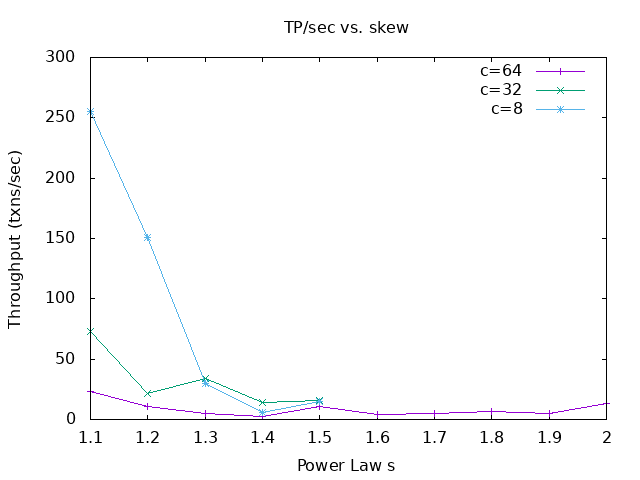 TP/sec vs. skew
300
250
200
150
100
50
0
Throughput (txns/sec)
c=64
c=32
c=8
1.1 1.2 1.3 1.4 1.5 1.6 1.7 1.8 1.9 2
Power Law s